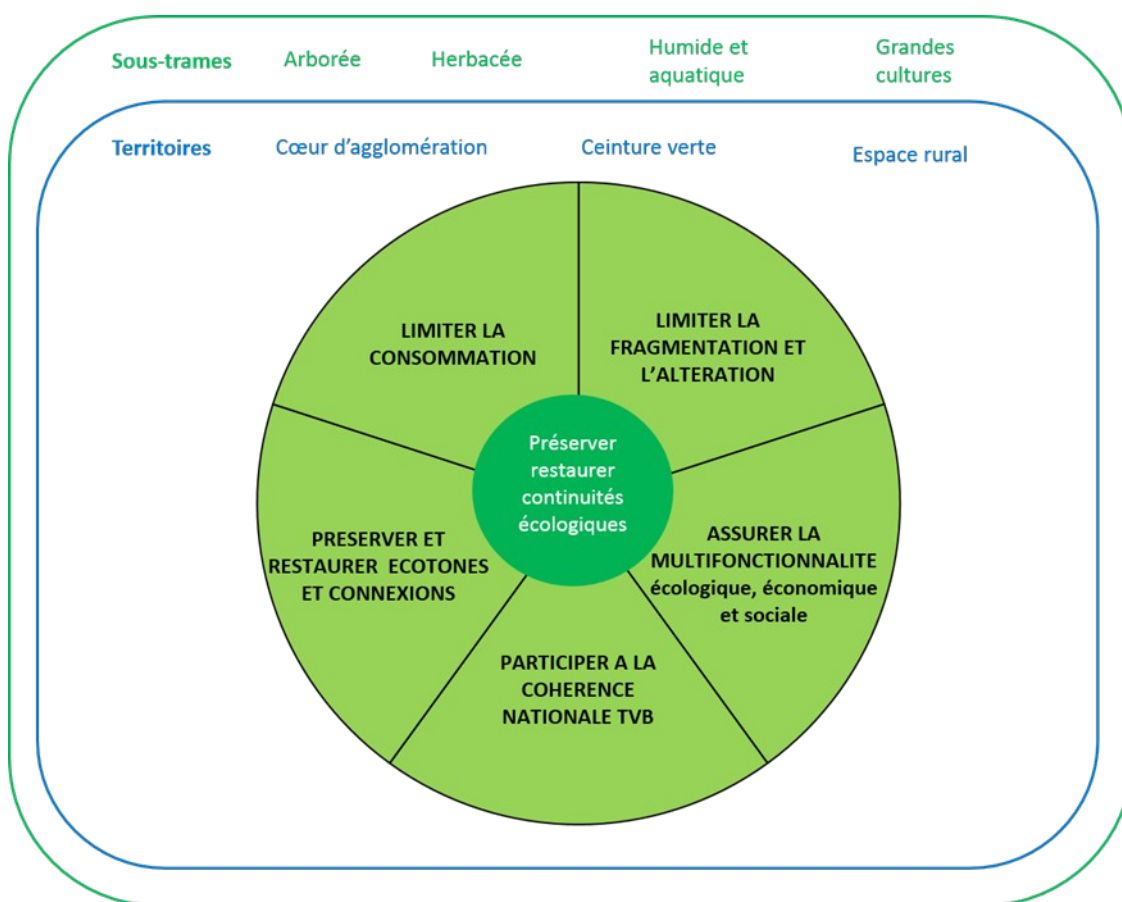 Sous-trames
Arborée
Herbacée
Humide et
aquatique
Grandes
cultures
Territoires
Cœur d'agglomération
Ceinture verte
Espace rural
LIMITER LA
CONSOMMATION
LIMITER LA
FRAGMENTATION ET
L'ALTERATION
Préserver
restaurer
continuités
écologiques
PRESERVER ET
RESTAURER ECOTONES
ET CONNEXIONS
ASSURER LA
MULTIFONCTIONNALITE
écologique, économique
et sociale
PARTICIPER A LA
COHERENCE
NATIONALE TVB